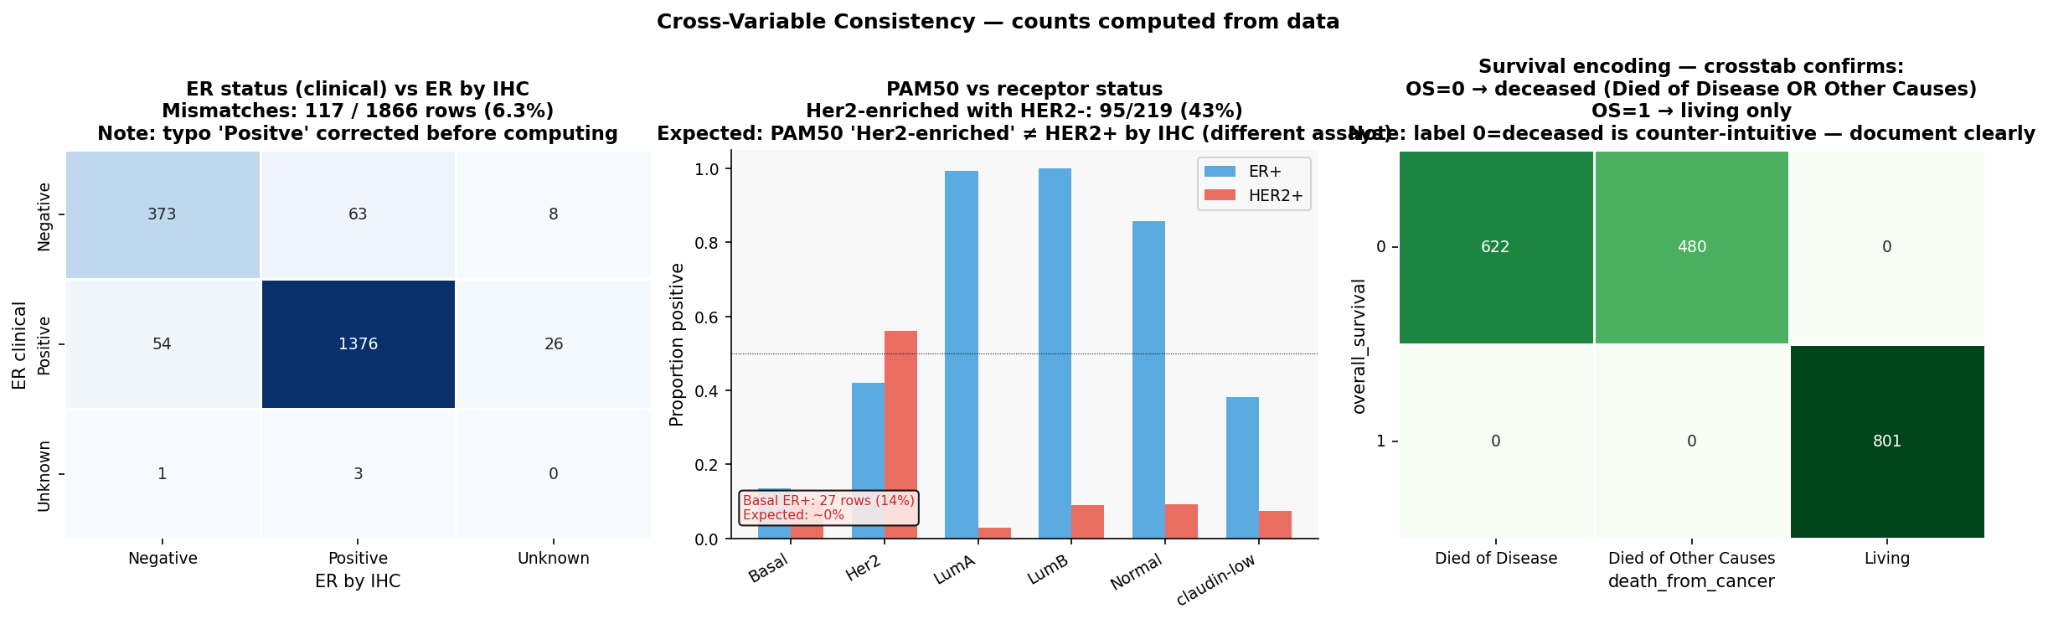 Cross-Variable Consistency — counts computed from data
ER status (clinical) vs ER by IHC
Mismatches: 117 / 1866 rows (6.3%)
Note: typo 'Positve' corrected before computing
ER clinical
Negative
Positive
Unknown
373
63
8
54
1376
26
1
3
0
Negative
Positive
Unknown
ER by IHC
PAM50 vs receptor status
Her2-enriched with HER2-: 95/219 (43%)
Expected: PAM50 'Her2-enriched' ≠ HER2+ by IHC (different assays)
Proportion positive
1.0
0.8
0.6
0.4
0.2
0.0
ER+
HER2+
Basal ER+: 27 rows (14%)
Expected: ~0%
Basal
Her2
LumA
LumB
Normal
claudin-low
Survival encoding — crosstab confirms:
OS=0 → deceased (Died of Disease OR Other Causes)
OS=1 → living only
Note: label 0=deceased is counter-intuitive — document clearly
overall_survival
0
1
622
480
0
0
0
801
Died of Disease
Died of Other Causes
Living
death_from_cancer